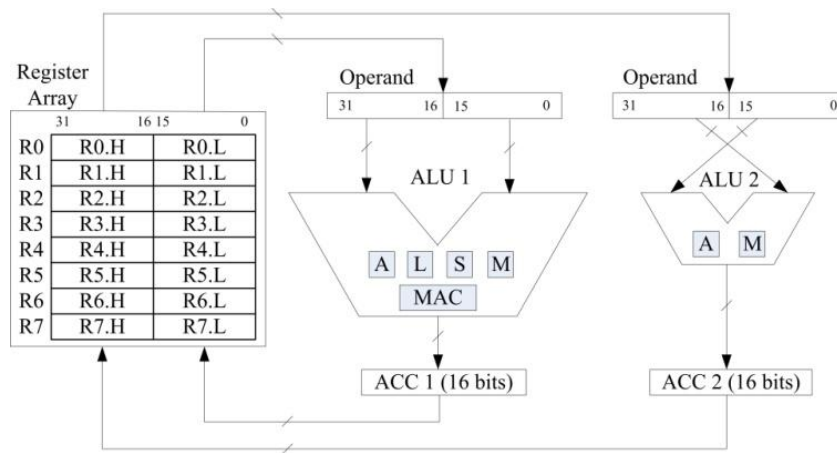 Register
Array
31 16 15 0
R0 R0.H R0.L
R1 R1.H R1.L
R2 R2.H R2.L
R3 R3.H R3.L
R4 R4.H R4.L
R5 R5.H R5.L
R6 R6.H R6.L
R7 R7.H R7.L
Operand
31 16 15 0
ALU 1
A L S M
MAC
ACC 1 (16 bits)
Operand
31 16 15 0
ALU 2
A M
ACC 2 (16 bits)